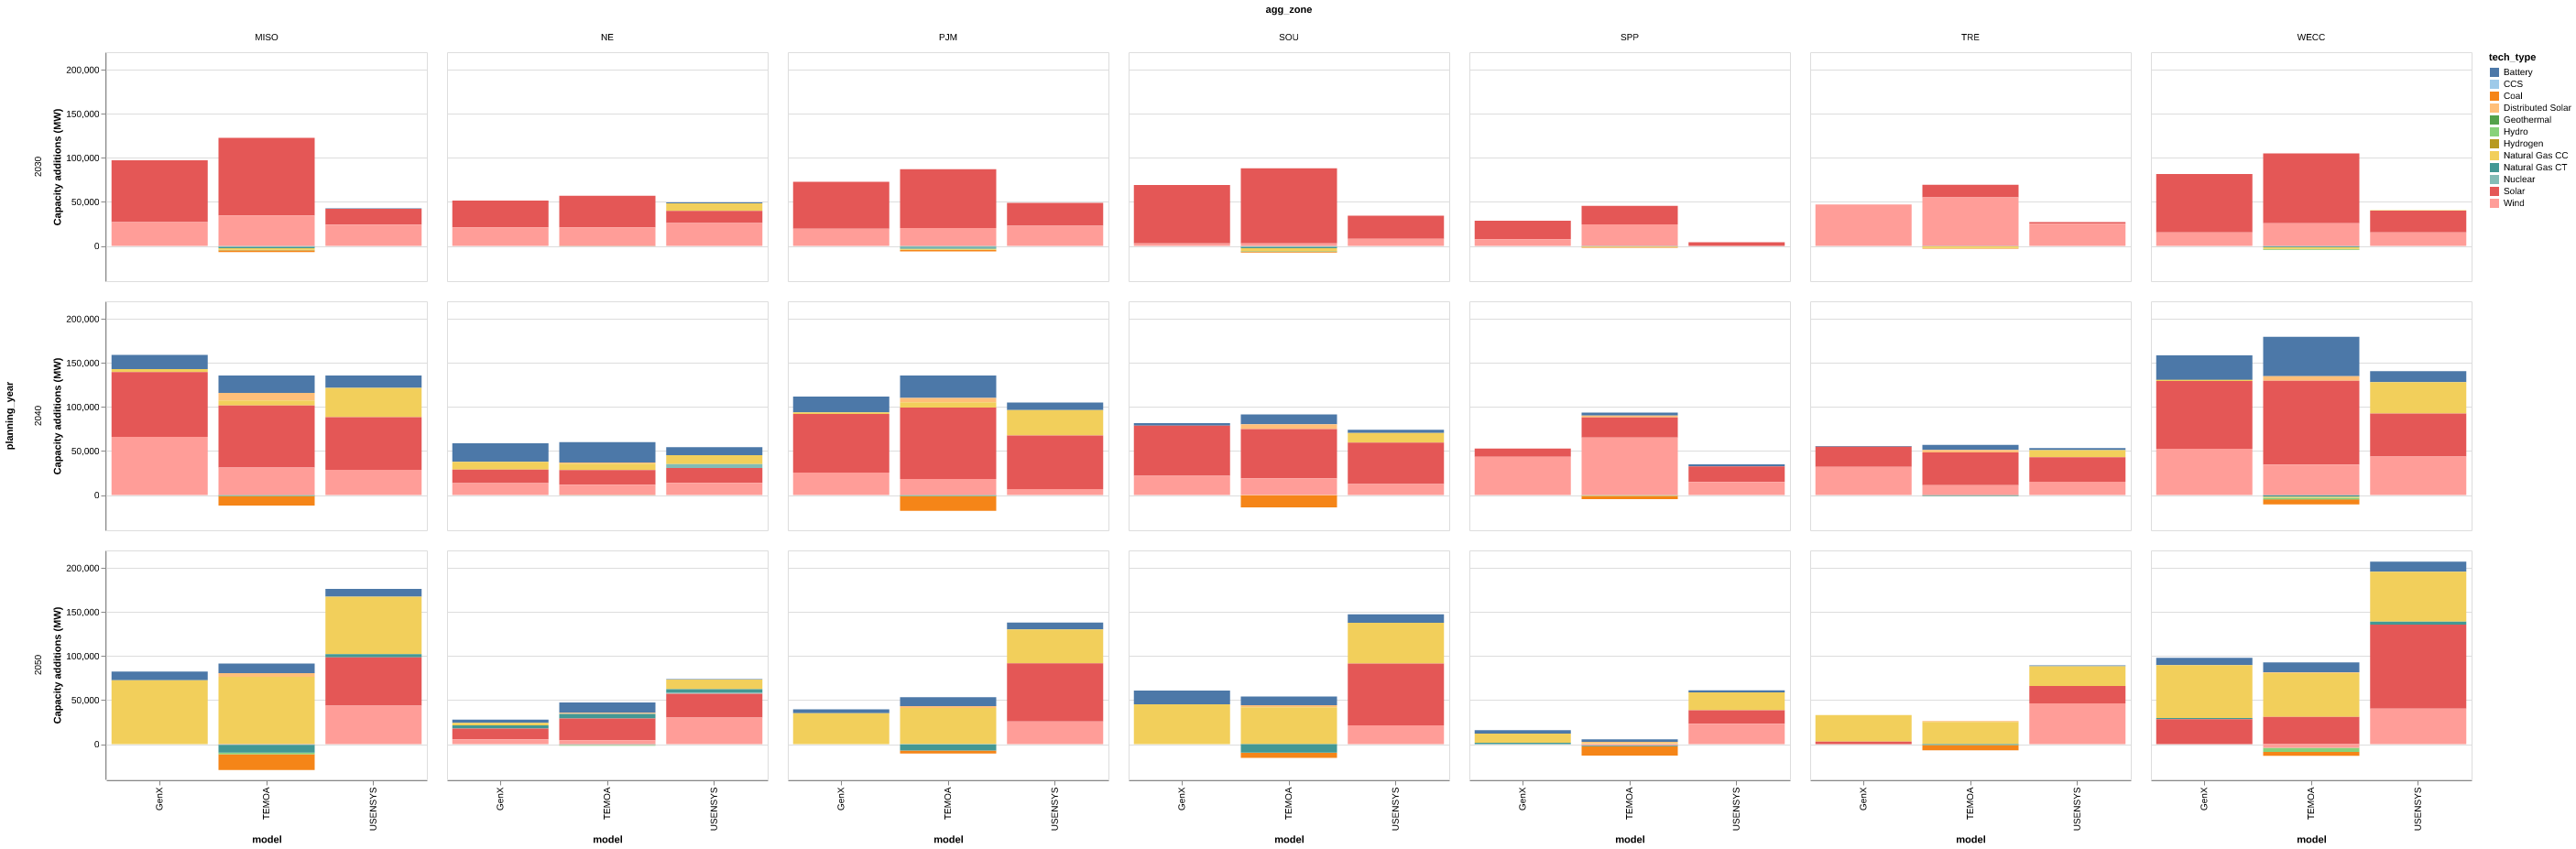 agg_zone
MISO NE PJM SOU SPP TRE WECC
planning_year
2030
Capacity additions (MW)
200,000
150,000
100,000
50,000
0
2040
Capacity additions (MW)
200,000
150,000
100,000
50,000
0
2050
Capacity additions (MW)
200,000
150,000
100,000
50,000
0
GenX TEMOA USENSYS GenX TEMOA USENSYS GenX TEMOA USENSYS GenX TEMOA USENSYS GenX TEMOA USENSYS GenX TEMOA USENSYS GenX TEMOA USENSYS
model model model model model model model
tech_type
Battery
CCS
Coal
Distributed Solar
Geothermal
Hydro
Hydrogen
Natural Gas CC
Natural Gas CT
Nuclear
Solar
Wind